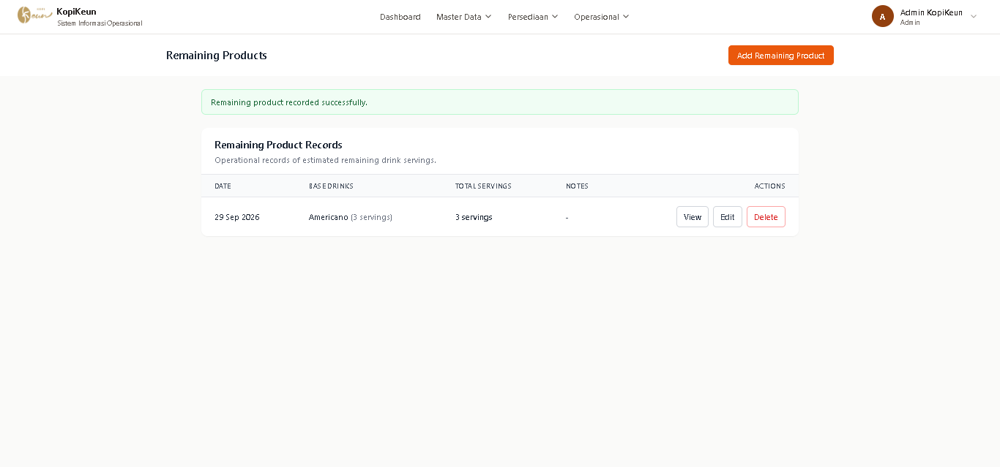 KopiKeun
Sistem Informasi Operasional
Dashboard
Master Data
Persediaan
Operasional
A
Admin KopiKeun
Admin
Remaining Products
Add Remaining Product
Remaining product recorded successfully.
Remaining Product Records
Operational records of estimated remaining drink servings.
DATE BASE DRINKS TOTAL SERVINGS NOTES ACTIONS
29 Sep 2026 Americano (3 servings) 3 servings - View Edit Delete